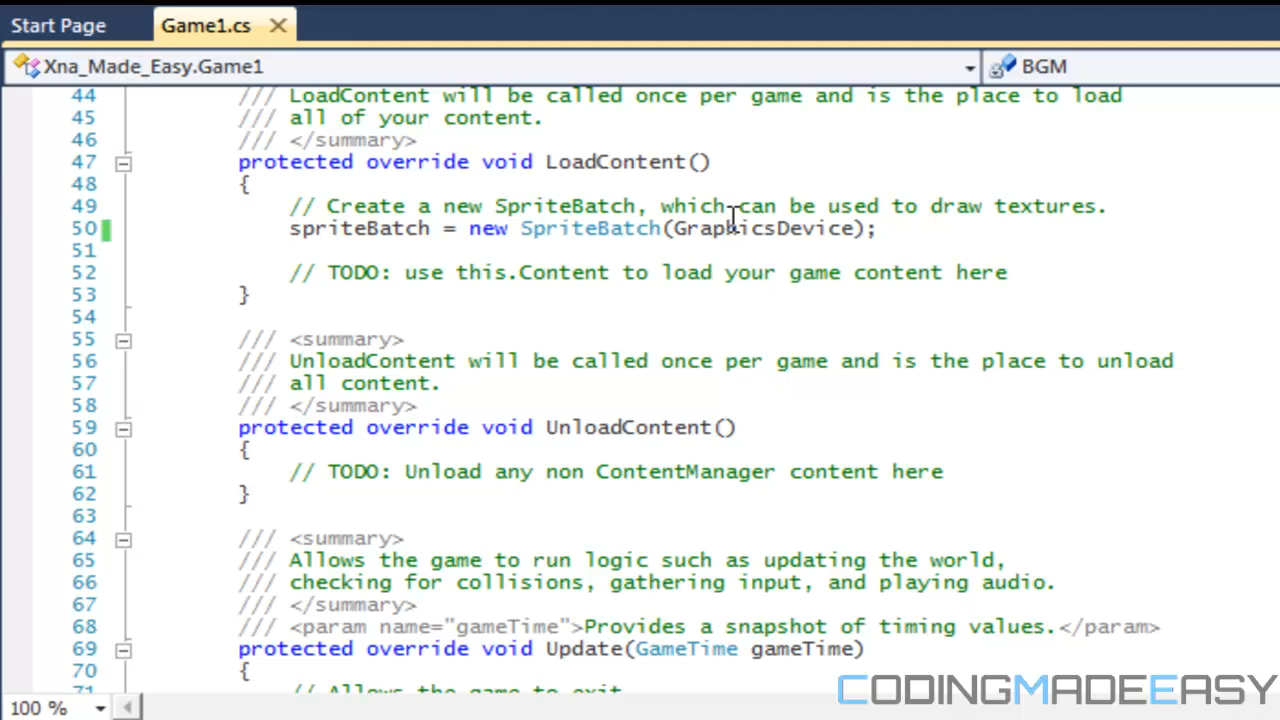 Start Page Game1.cs
Xna_Made_Easy.Game1 BGM
44 /// LoadContent will be called once per game and is the place to load
45 /// all of your content.
46 /// </summary>
47 protected override void LoadContent()
48 {
49 // Create a new SpriteBatch, which can be used to draw textures.
50 spriteBatch = new SpriteBatch(GraphicsDevice);
51
52 // TODO: use this.Content to load your game content here
53 }
54
55 /// <summary>
56 /// UnloadContent will be called once per game and is the place to unload
57 /// all content.
58 /// </summary>
59 protected override void UnloadContent()
60 {
61 // TODO: Unload any non ContentManager content here
62 }
63
64 /// <summary>
65 /// Allows the game to run logic such as updating the world,
66 /// checking for collisions, gathering input, and playing audio.
67 /// </summary>
68 /// <param name="gameTime">Provides a snapshot of timing values.</param>
69 protected override void Update(GameTime gameTime)
70 {
71 // Allows the game to exit
100 %
CODINGMADEEASY